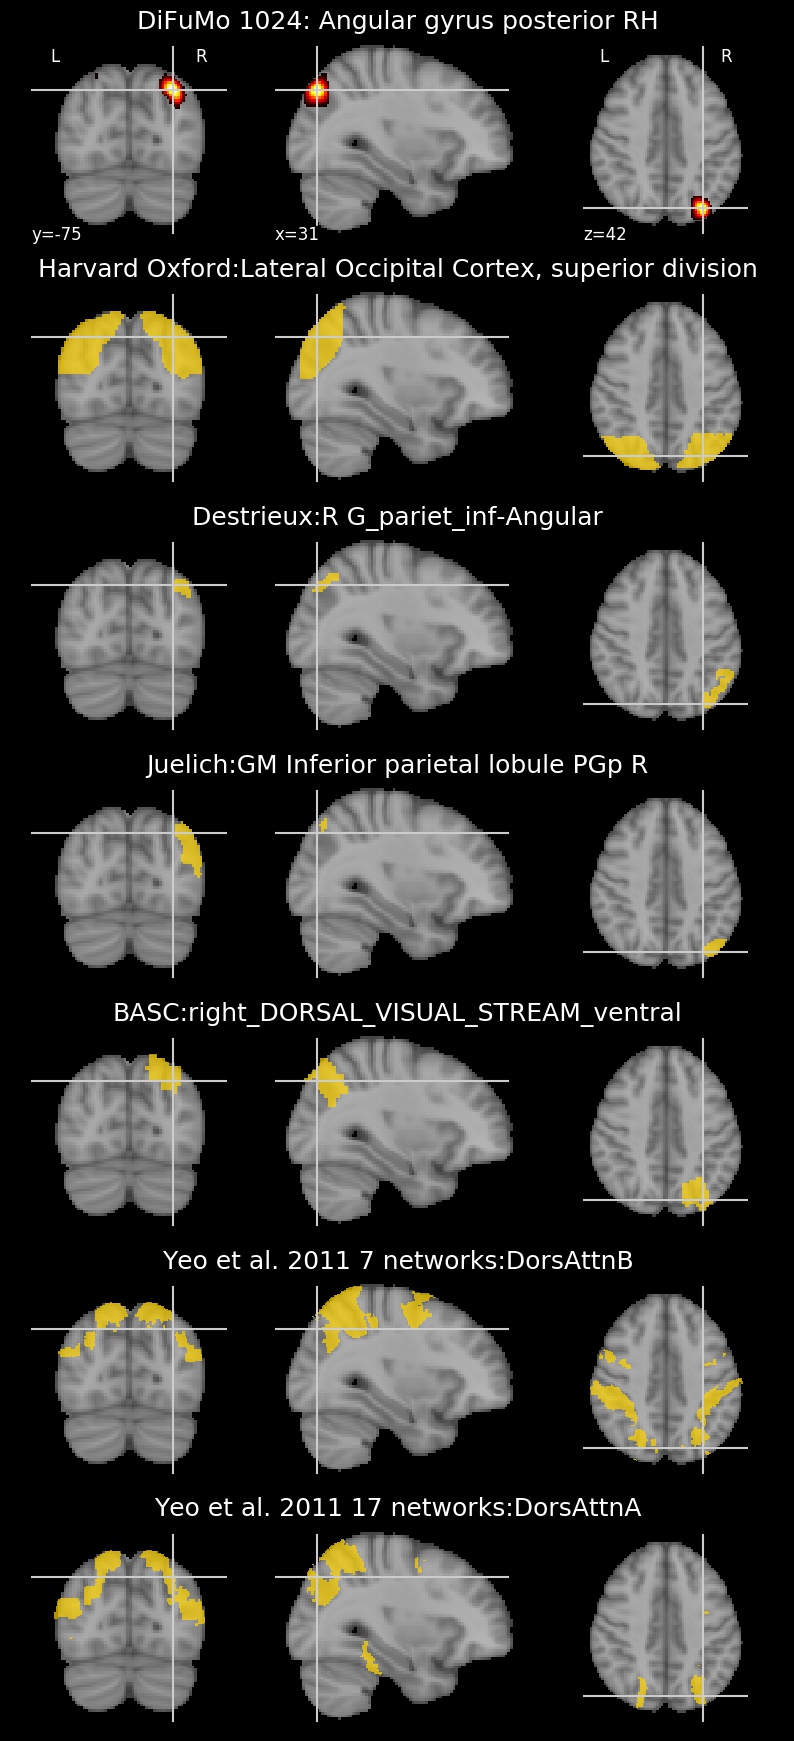 DiFuMo 1024: Angular gyrus posterior RH
L R L R
y=-75 x=31 z=42
Harvard Oxford:Lateral Occipital Cortex, superior division
Destrieux:R G_pariet_inf-Angular
Juelich:GM Inferior parietal lobule PGp R
BASC:right_DORSAL_VISUAL_STREAM_ventral
Yeo et al. 2011 7 networks:DorsAttnB
Yeo et al. 2011 17 networks:DorsAttnA